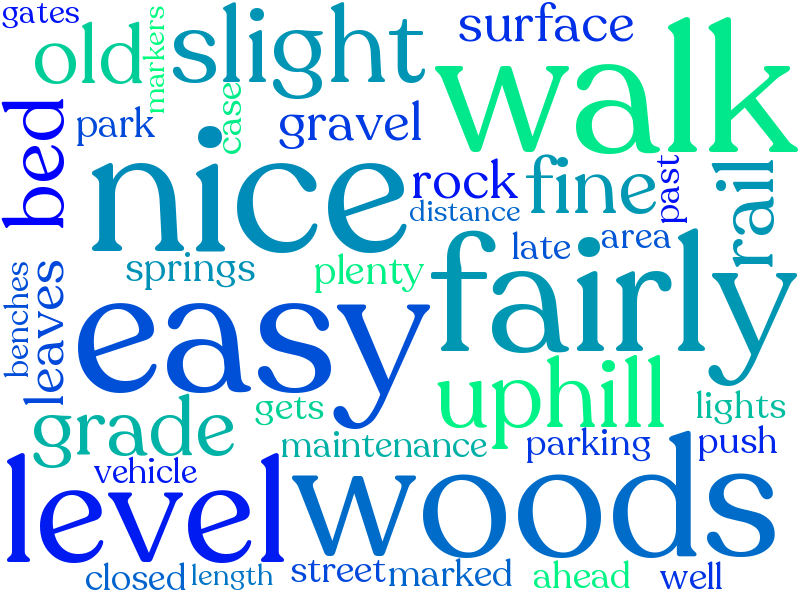 gates
old
markers
slight
surface
walk
bed
park
case
gravel
nice
rock
fine
past
rail
distance
late
area
springs
plenty
fairly
benches
leaves
easy
uphill
grade
gets
lights
maintenance
parking
push
level
vehicle
woods
closed
length
street
marked
ahead
well